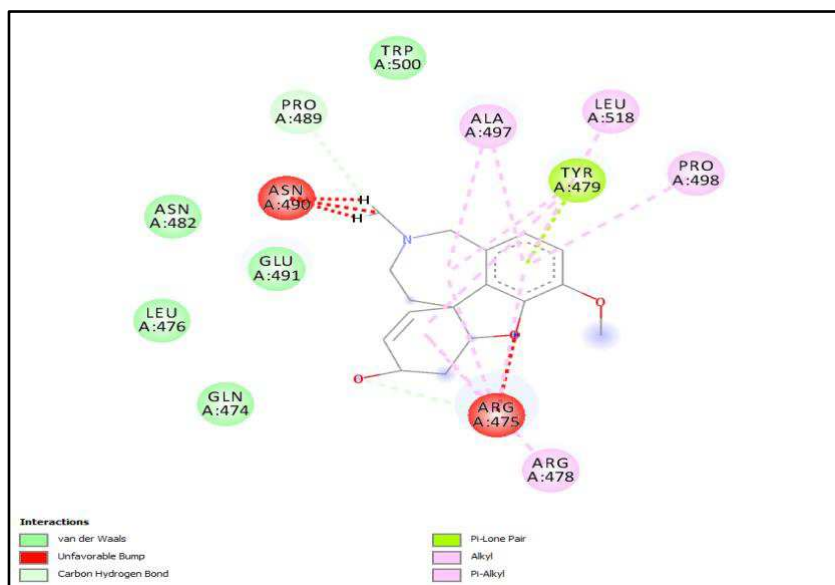 TRP
A:500
PRO
A:489
ALA
A:497
LEU
A:518
TYR
A:479
PRO
A:498
ASN
A:490
H
H
ASN
A:482
N
GLU
A:491
LEU
A:476
O
O
O
GLN
A:474
ARG
A:475
ARG
A:478
Interactions
van der Waals
Unfavorable Bump
Carbon Hydrogen Bond
Pi-Lone Pair
Alkyl
Pi-Alkyl